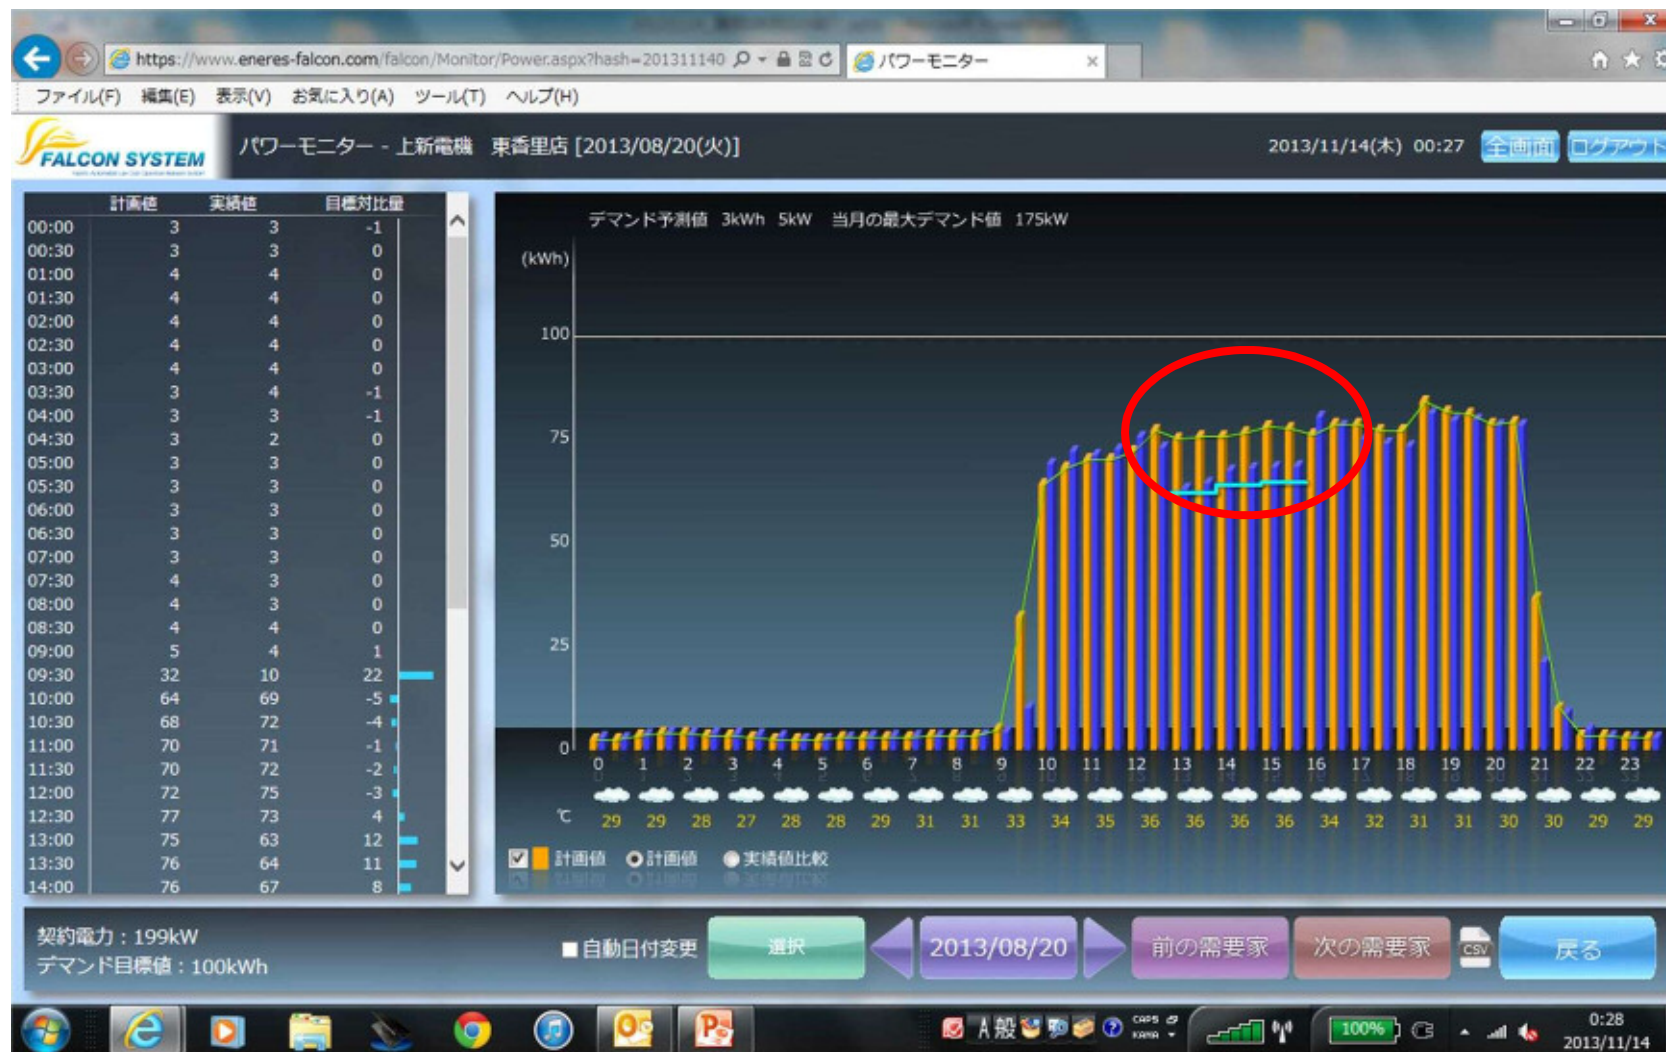 https://www.eneres-falcon.com/falcon/Monitor/Power.aspx?hash=201311140
パワーモニター
ファイル(F) 編集(E) 表示(V) お気に入り(A) ツール(T) ヘルプ(H)
FALCON SYSTEM
パワーモニター - 上新電機 東香里店 [2013/08/20(火)]
2013/11/14(木) 00:27
全画面
ログアウト
計画値 実績値 目標対比量
00:00 3 3 -1
00:30 3 3 0
01:00 4 4 0
01:30 4 4 0
02:00 4 4 0
02:30 4 4 0
03:00 4 4 0
03:30 3 4 -1
04:00 3 3 -1
04:30 3 2 0
05:00 3 3 0
05:30 3 3 0
06:00 3 3 0
06:30 3 3 0
07:00 3 3 0
07:30 4 3 0
08:00 4 3 0
08:30 4 4 0
09:00 5 4 1
09:30 32 10 22
10:00 64 69 -5
10:30 68 72 -4
11:00 70 71 -1
11:30 70 72 -2
12:00 72 75 -3
12:30 77 73 4
13:00 75 63 12
13:30 76 64 11
14:00 76 67 8
デマンド予測値 3kWh 5kW 当月の最大デマンド値 175kW
(kWh)
100
75
50
25
0
0 1 2 3 4 5 6 7 8 9 10 11 12 13 14 15 16 17 18 19 20 21 22 23
℃ 29 29 28 27 28 28 29 31 31 33 34 35 36 36 36 36 34 32 31 31 30 30 29 29
計画値 計画値 実績値比較
契約電力：199kW
デマンド目標値：100kWh
自動日付変更
選択
2013/08/20
前の需要家
次の需要家
CSV
戻る
A 般
CAPS
KANA
100%
0:28
2013/11/14